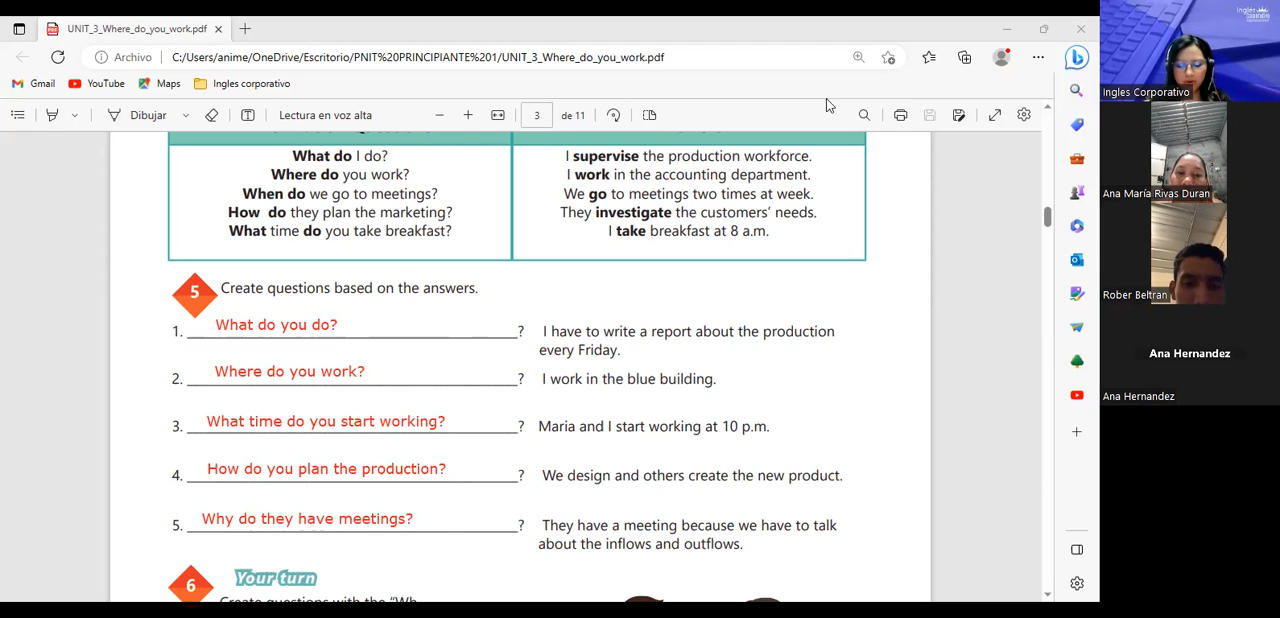 UNIT_3_Where_do_you_work.pdf
Archivo
C:/Users/anime/OneDrive/Escritorio/PNIT%20PRINCIPIANTE%201/UNIT_3_Where_do_you_work.pdf
Gmail
YouTube
Maps
Ingles corporativo
Dibujar
Lectura en voz alta
3
de 11
What do I do?
I supervise the production workforce.
Where do you work?
I work in the accounting department.
When do we go to meetings?
We go to meetings two times at week.
How do they plan the marketing?
They investigate the customers' needs.
What time do you take breakfast?
I take breakfast at 8 a.m.
5
Create questions based on the answers.
1. What do you do? ?
I have to write a report about the production
every Friday.
2. Where do you work? ?
I work in the blue building.
3. What time do you start working? ?
Maria and I start working at 10 p.m.
4. How do you plan the production? ?
We design and others create the new product.
5. Why do they have meetings? ?
They have a meeting because we have to talk
about the inflows and outflows.
6
Your turn
Create questions with the "Wh
Ingles Corporativo
Ana María Rivas Duran
Rober Beltran
Ana Hernandez
Ana Hernandez